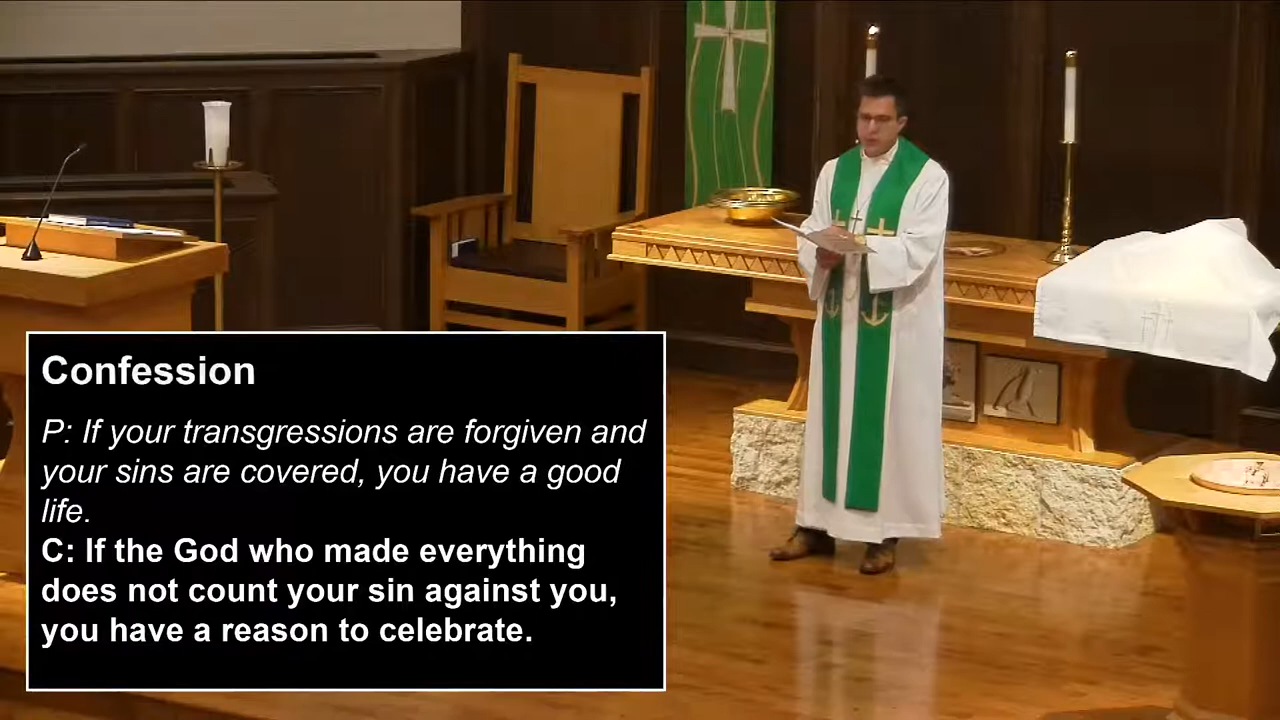 Confession
P: If your transgressions are forgiven and
your sins are covered, you have a good
life.
C: If the God who made everything
does not count your sin against you,
you have a reason to celebrate.